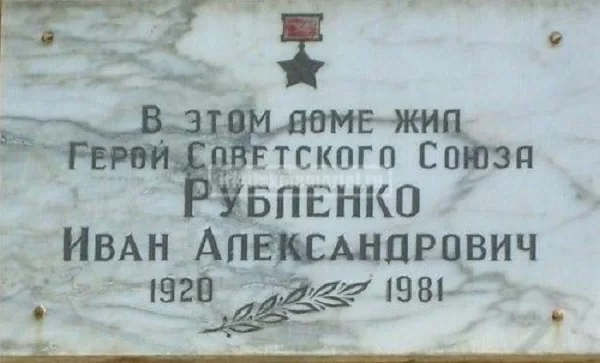 В ЭТОМ ДОМЕ ЖИЛ
ГЕРОЙ СОВЕТСКОГО СОЮЗА
РУБЛЕНКО
ИВАН АЛЕКСАНДРОВИЧ
1920 1981